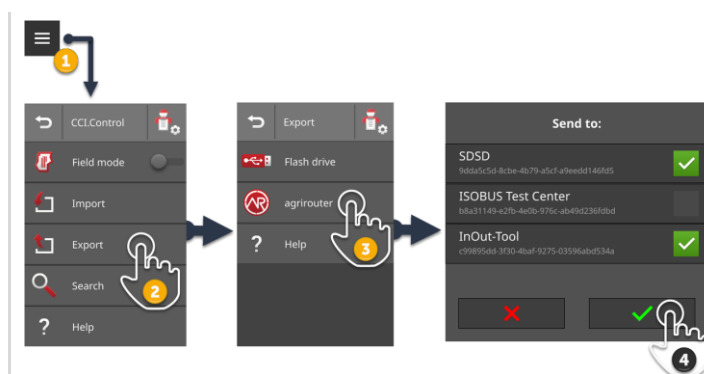 1
CCI.Control
Field mode
Import
Export
Search
? Help
2
Export
Flash drive
agrirouter
? Help
3
Send to:
SDSD
9dda5c5d-8cbe-4b79-a5cf-a9eedd146fd5
ISOBUS Test Center
b8a31149-e2fb-4e0b-976c-ab49d236fdbd
InOut-Tool
c99895dd-3f30-4baf-9275-03596abd534a
4